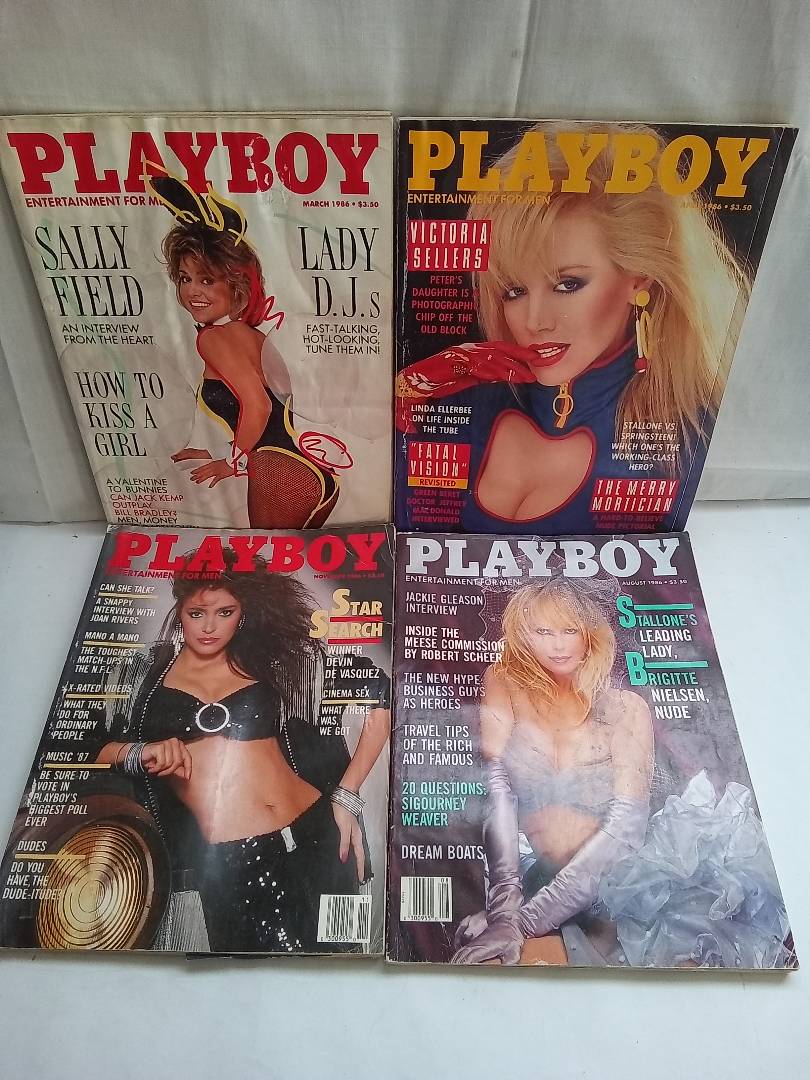 PLAYBOY
ENTERTAINMENT FOR MEN
MARCH 1986 • $3.50
SALLY
FIELD
AN INTERVIEW
FROM THE HEART
LADY
D.J.s
FAST-TALKING,
HOT-LOOKING,
TUNE THEM IN!
HOW TO
KISS A
GIRL
A VALENTINE
TO BUNNIES
CAN JACK KEMP
OUTPLAY
BILL BRADLEY?
MEN, MONEY
PLAYBOY
ENTERTAINMENT FOR MEN
1986 • $3.50
VICTORIA
SELLERS
PETER'S
DAUGHTER IS A
PHOTOGRAPHIC
CHIP OFF THE
OLD BLOCK
LINDA ELLERBEE
ON LIFE INSIDE
THE TUBE
"FATAL
VISION"
REVISITED
GREEN BERET
DOCTOR JEFFREY
MACDONALD
INTERVIEWED
STALLONE VS.
SPRINGSTEEN!
WHICH ONE'S THE
WORKING-CLASS
HERO?
THE MERRY
MORTICIAN
A HARD-TO-BELIEVE
NUDE PICTORIAL
PLAYBOY
ENTERTAINMENT FOR MEN
NOVEMBER 1986 • $3.50
CAN SHE TALK?
A SNAPPY
INTERVIEW WITH
JOAN RIVERS
MANO A MANO
THE TOUGHEST
MATCH-UPS IN
THE N.F.L.
X-RATED VIDEOS
WHAT THEY
DO FOR
ORDINARY
PEOPLE
MUSIC '87
BE SURE TO
VOTE IN
PLAYBOY'S
BIGGEST POLL
EVER
DUDES
DO YOU
HAVE THE
DUDE-ITUDE?
STAR
SEARCH
WINNER
DEVIN
DE VASQUEZ
CINEMA SEX
WHAT THERE
WAS,
WE GOT
PLAYBOY
ENTERTAINMENT FOR MEN
AUGUST 1986 • $3.50
JACKIE GLEASON
INTERVIEW
INSIDE THE
MEESE COMMISSION
BY ROBERT SCHEER
THE NEW HYPE:
BUSINESS GUYS
AS HEROES
TRAVEL TIPS
OF THE RICH
AND FAMOUS
20 QUESTIONS:
SIGOURNEY
WEAVER
DREAM BOATS
STALLONE'S
LEADING
LADY,
BRIGITTE
NIELSEN,
NUDE